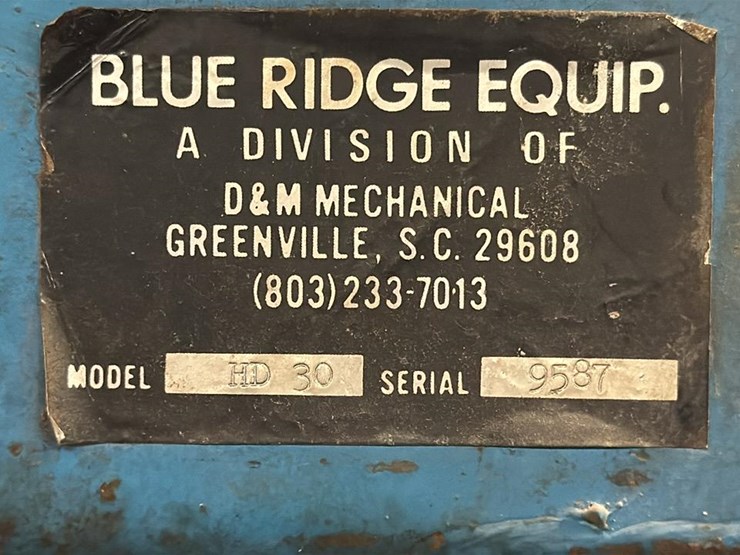 BLUE RIDGE EQUIP.
A DIVISION OF
D&M MECHANICAL
GREENVILLE, S.C. 29608
(803) 233-7013
MODEL HD 30 SERIAL 9587